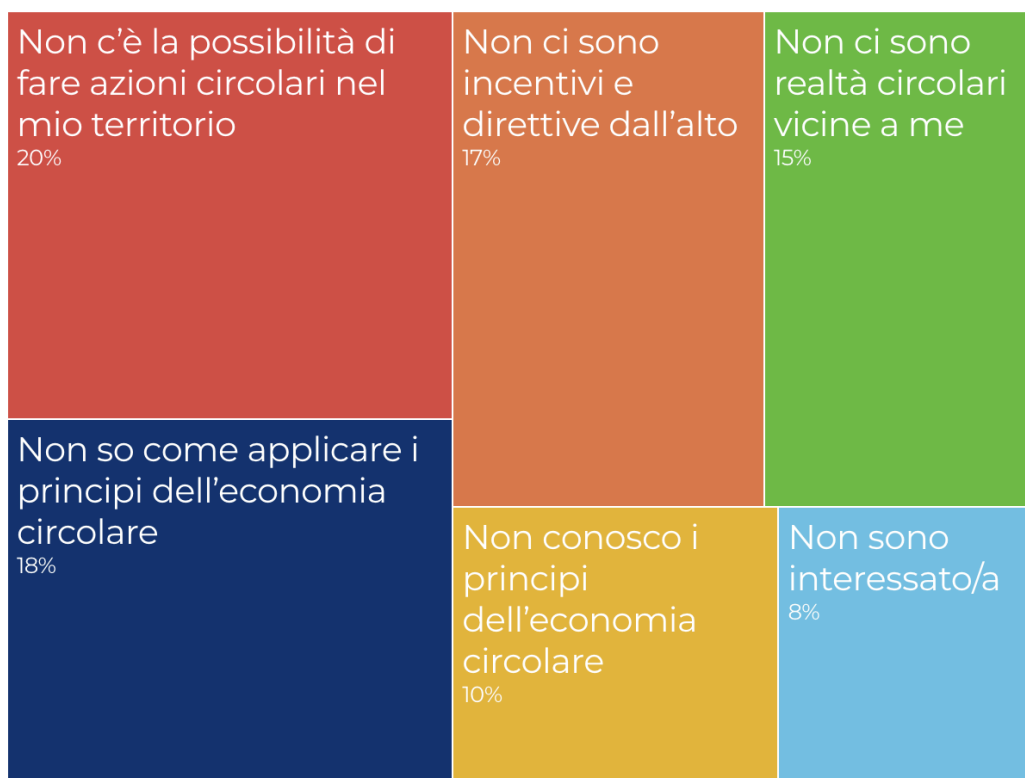 Non c’è la possibilità di
fare azioni circolari nel
mio territorio
20%
Non ci sono
incentivi e
direttive dall’alto
17%
Non ci sono
realtà circolari
vicine a me
15%
Non so come applicare i
principi dell’economia
circolare
18%
Non conosco i
principi
dell’economia
circolare
10%
Non sono
interessato/a
8%